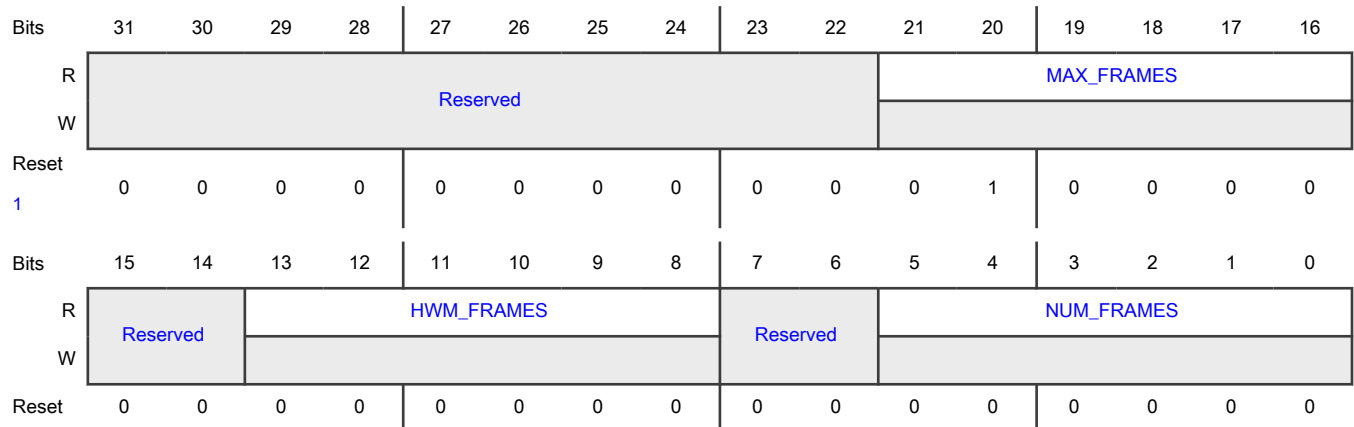 Bits 31 30 29 28 27 26 25 24 23 22 21 20 19 18 17 16
R Reserved MAX_FRAMES
W
Reset 1 0 0 0 0 0 0 0 0 0 0 0 1 0 0 0 0
Bits 15 14 13 12 11 10 9 8 7 6 5 4 3 2 1 0
R Reserved HWM_FRAMES Reserved NUM_FRAMES
W
Reset 0 0 0 0 0 0 0 0 0 0 0 0 0 0 0 0